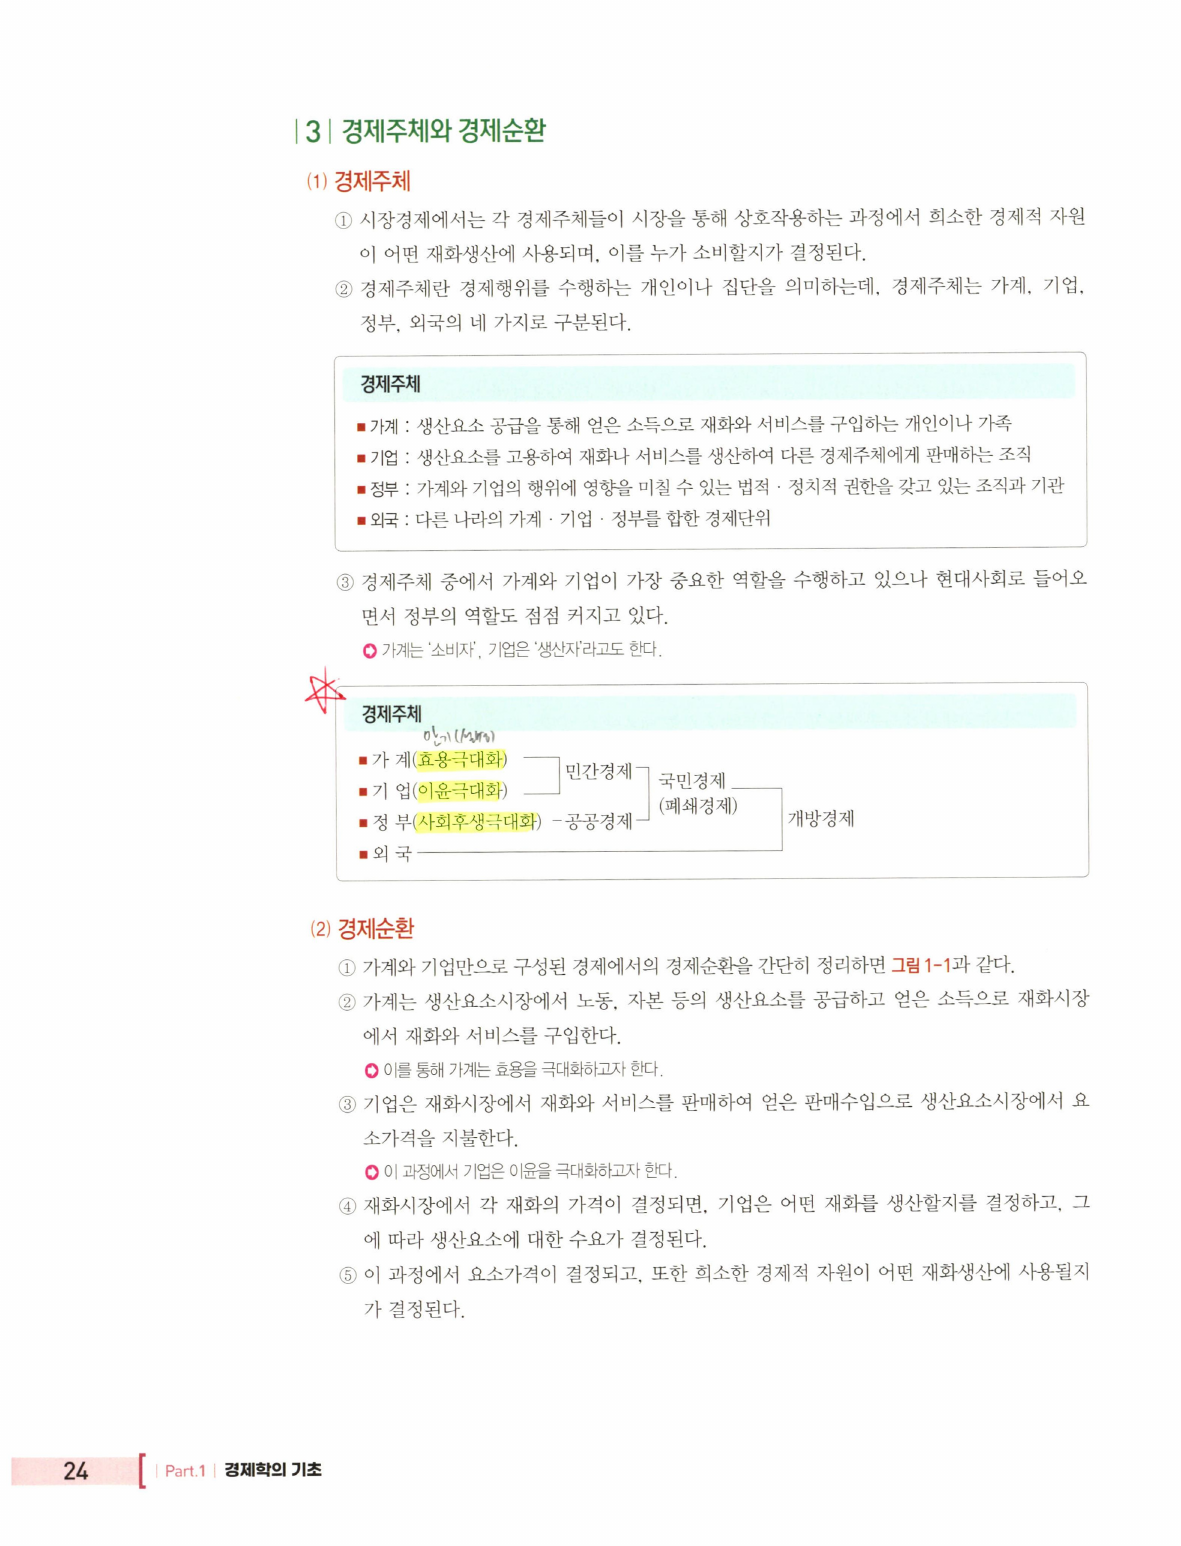 |3| 경제주체와 경제순환
(1) 경제주체
① 시장경제에서는 각 경제주체들이 시장을 통해 상호작용하는 과정에서 희소한 경제적 자원
이 어떤 재화생산에 사용되며, 이를 누가 소비할지가 결정된다.
② 경제주체란 경제행위를 수행하는 개인이나 집단을 의미하는데, 경제주체는 가계, 기업,
정부, 외국의 네 가지로 구분된다.
경제주체
■ 가계 : 생산요소 공급을 통해 얻은 소득으로 재화와 서비스를 구입하는 개인이나 가족
■ 기업 : 생산요소를 고용하여 재화나 서비스를 생산하여 다른 경제주체에게 판매하는 조직
■ 정부 : 가계와 기업의 행위에 영향을 미칠 수 있는 법적 · 정치적 권한을 갖고 있는 조직과 기관
■ 외국 : 다른 나라의 가계 · 기업 · 정부를 합한 경제단위
③ 경제주체 중에서 가계와 기업이 가장 중요한 역할을 수행하고 있으나 현대사회로 들어오
면서 정부의 역할도 점점 커지고 있다.
➲ 가계는 '소비자', 기업은 '생산자'라고도 한다.
경제주체
■ 가 계(효용극대화)
민간경제
■ 기 업(이윤극대화)
국민경제
(폐쇄경제)
■ 정 부(사회후생극대화) - 공공경제
개방경제
■ 외 국
(2) 경제순환
① 가계와 기업만으로 구성된 경제에서의 경제순환을 간단히 정리하면 그림 1-1과 같다.
② 가계는 생산요소시장에서 노동, 자본 등의 생산요소를 공급하고 얻은 소득으로 재화시장
에서 재화와 서비스를 구입한다.
➲ 이를 통해 가계는 효용을 극대화하고자 한다.
③ 기업은 재화시장에서 재화와 서비스를 판매하여 얻은 판매수입으로 생산요소시장에서 요
소가격을 지불한다.
➲ 이 과정에서 기업은 이윤을 극대화하고자 한다.
④ 재화시장에서 각 재화의 가격이 결정되면, 기업은 어떤 재화를 생산할지를 결정하고, 그
에 따라 생산요소에 대한 수요가 결정된다.
⑤ 이 과정에서 요소가격이 결정되고, 또한 희소한 경제적 자원이 어떤 재화생산에 사용될지
가 결정된다.
24 | Part.1 | 경제학의 기초